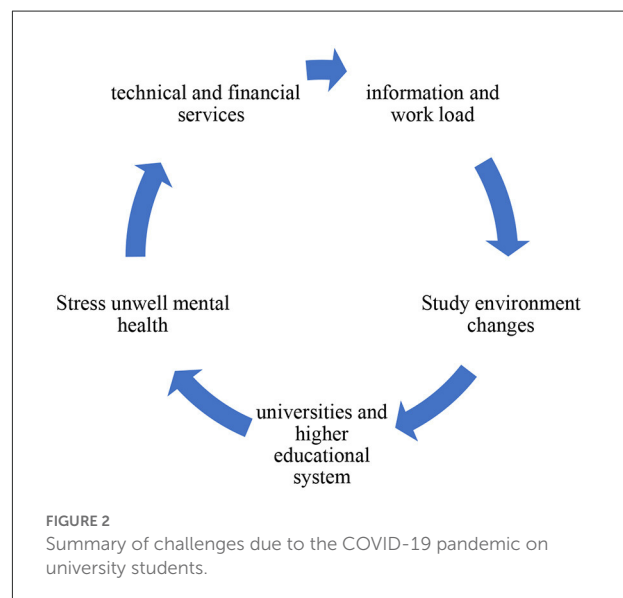 technical and financial
services
information and
work load
Study environment
changes
universities and
higher
educational
system
Stress unwell mental
health
FIGURE 2
Summary of challenges due to the COVID-19 pandemic on
university students.